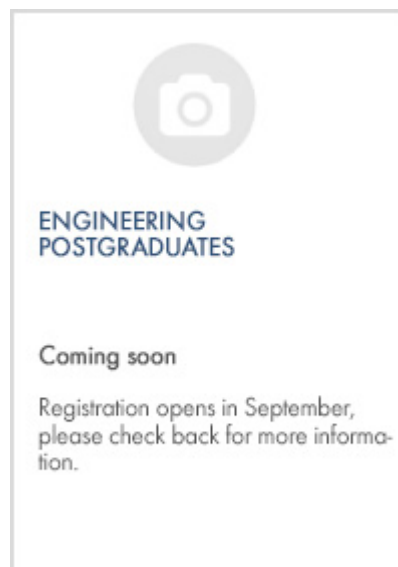 ENGINEERING
POSTGRADUATES
Coming soon
Registration opens in September,
please check back for more informa-
tion.